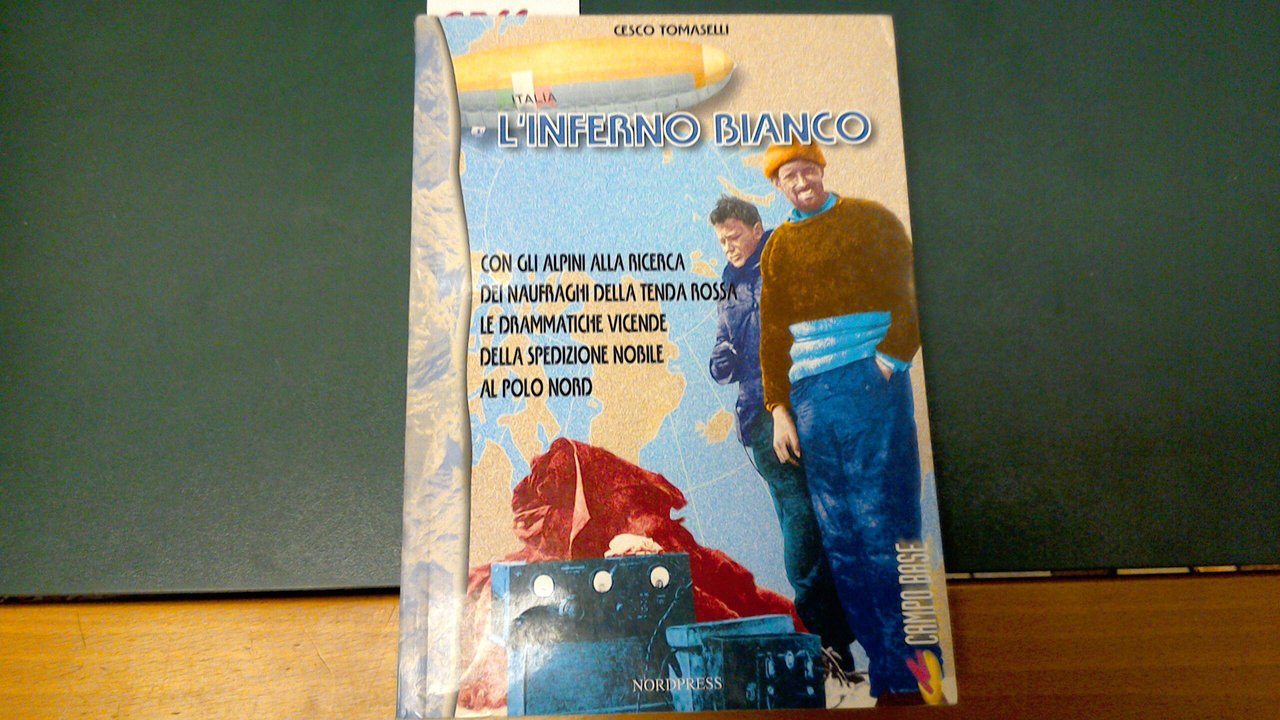 CESCO TOMASELLI
ITALIA
L'INFERNO BIANCO
CON GLI ALPINI ALLA RICERCA
DEI NAUFRAGHI DELLA TENDA ROSSA
LE DRAMMATICHE VICENDE
DELLA SPEDIZIONE NOBILE
AL POLO NORD
CAMPO BASE
NORDPRESS